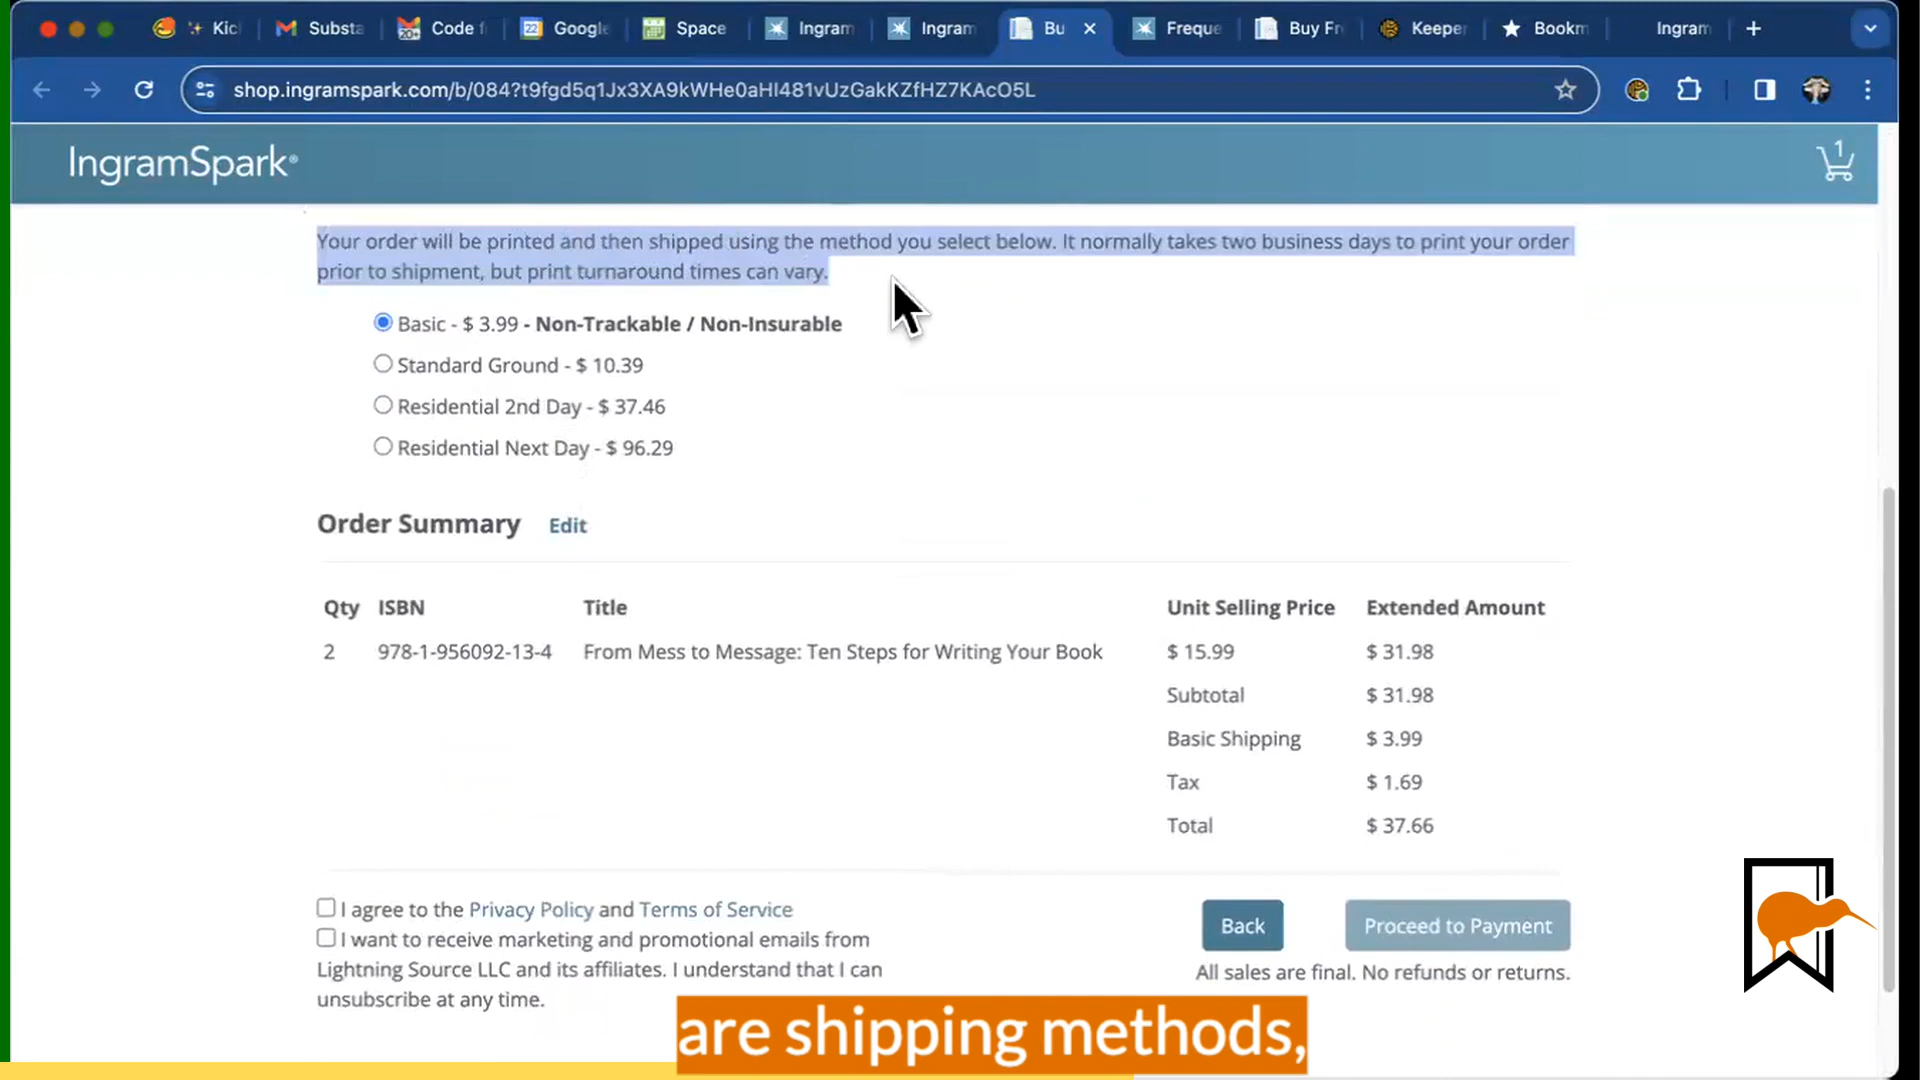 Kic
Substa
Code f
Google
Space
Ingram
Ingram
Bu
Freque
Buy Fr
Keeper
Bookm
Ingram
20+
22
shop.ingramspark.com/b/084?t9fgd5q1Jx3XA9kWHe0aHI481vUzGakKZfHZ7KAcO5L
IngramSpark®
1
Your order will be printed and then shipped using the method you select below. It normally takes two business days to print your order
prior to shipment, but print turnaround times can vary.
Basic - $ 3.99 - Non-Trackable / Non-Insurable
Standard Ground - $ 10.39
Residential 2nd Day - $ 37.46
Residential Next Day - $ 96.29
Order Summary Edit
Qty ISBN Title Unit Selling Price Extended Amount
2 978-1-956092-13-4 From Mess to Message: Ten Steps for Writing Your Book $ 15.99 $ 31.98
Subtotal $ 31.98
Basic Shipping $ 3.99
Tax $ 1.69
Total $ 37.66
I agree to the Privacy Policy and Terms of Service
I want to receive marketing and promotional emails from
Lightning Source LLC and its affiliates. I understand that I can
unsubscribe at any time.
Back Proceed to Payment
All sales are final. No refunds or returns.
are shipping methods,